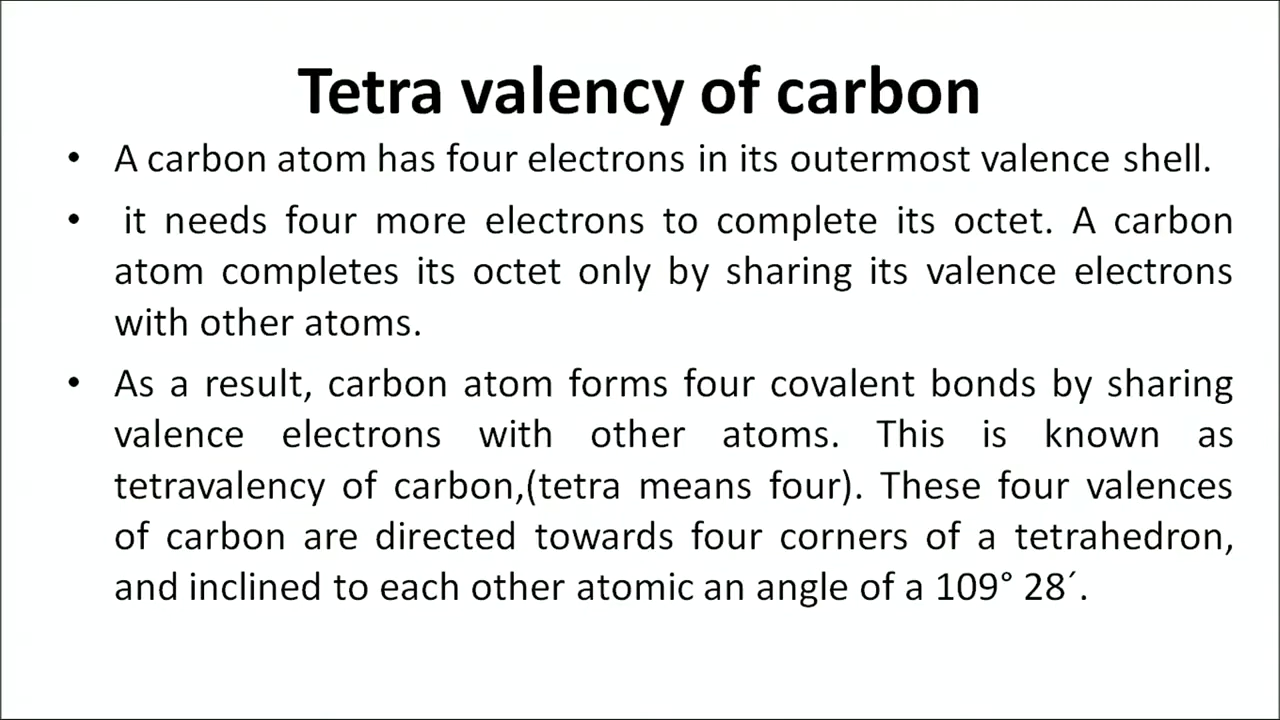 Tetra valency of carbon
• A carbon atom has four electrons in its outermost valence shell.
• it needs four more electrons to complete its octet. A carbon
atom completes its octet only by sharing its valence electrons
with other atoms.
• As a result, carbon atom forms four covalent bonds by sharing
valence electrons with other atoms. This is known as
tetravalency of carbon,(tetra means four). These four valences
of carbon are directed towards four corners of a tetrahedron,
and inclined to each other atomic an angle of a 109° 28´.